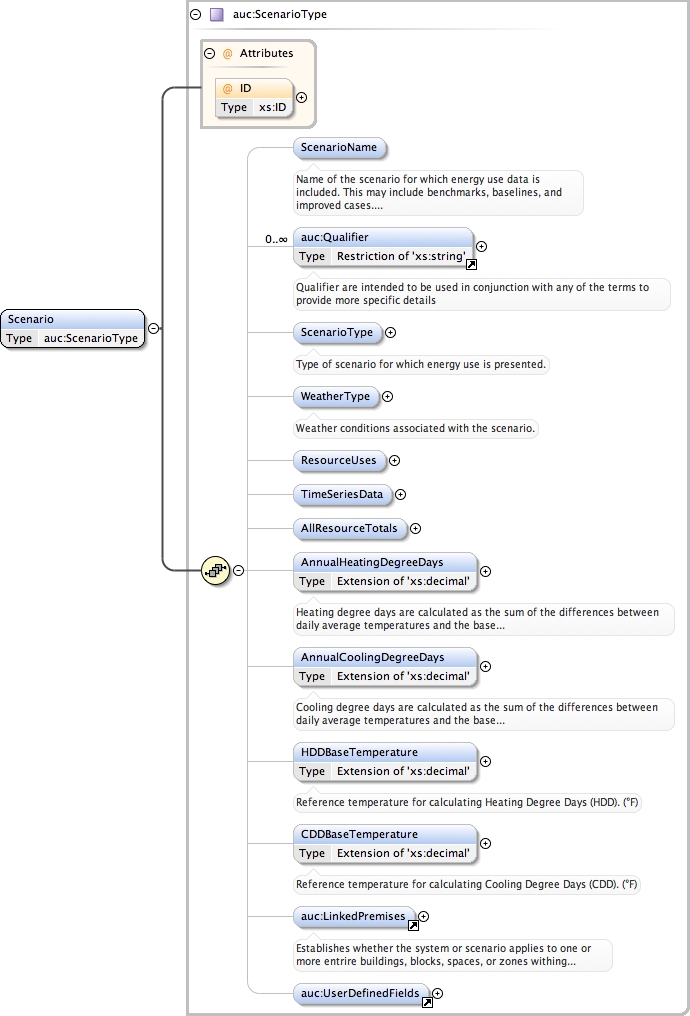 auc:ScenarioType
@ Attributes
@ ID
Type xs:ID
ScenarioName
Name of the scenario for which energy use data is
included. This may include benchmarks, baselines, and
improved cases....
0..∞
auc:Qualifier
Type Restriction of 'xs:string'
Qualifier are intended to be used in conjunction with any of the terms to
provide more specific details
Scenario
Type auc:ScenarioType
ScenarioType
Type of scenario for which energy use is presented.
WeatherType
Weather conditions associated with the scenario.
ResourceUses
TimeSeriesData
AllResourceTotals
AnnualHeatingDegreeDays
Type Extension of 'xs:decimal'
Heating degree days are calculated as the sum of the differences between
daily average temperatures and the base...
AnnualCoolingDegreeDays
Type Extension of 'xs:decimal'
Cooling degree days are calculated as the sum of the differences between
daily average temperatures and the base...
HDDBaseTemperature
Type Extension of 'xs:decimal'
Reference temperature for calculating Heating Degree Days (HDD). (°F)
CDDBaseTemperature
Type Extension of 'xs:decimal'
Reference temperature for calculating Cooling Degree Days (CDD). (°F)
auc:LinkedPremises
Establishes whether the system or scenario applies to one or
more entrire buildings, blocks, spaces, or zones withing...
auc:UserDefinedFields